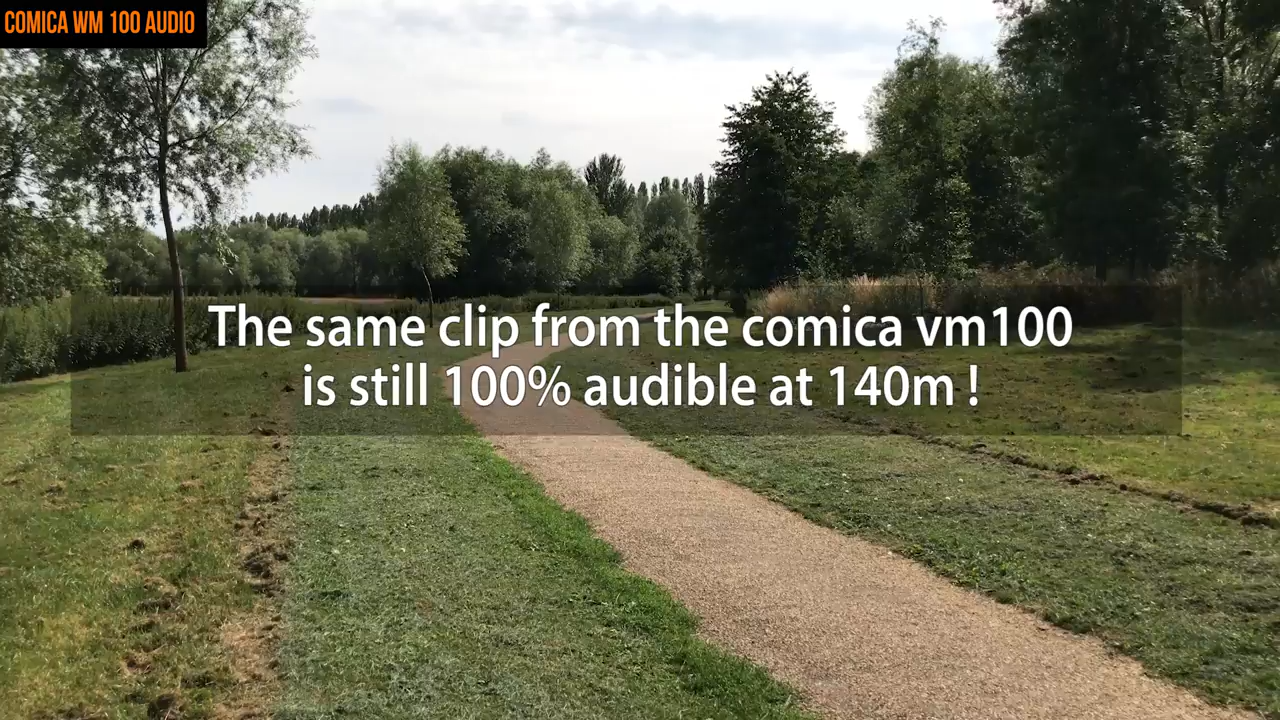 COMICA WM 100 AUDIO
The same clip from the comica vm100
is still 100% audible at 140m !